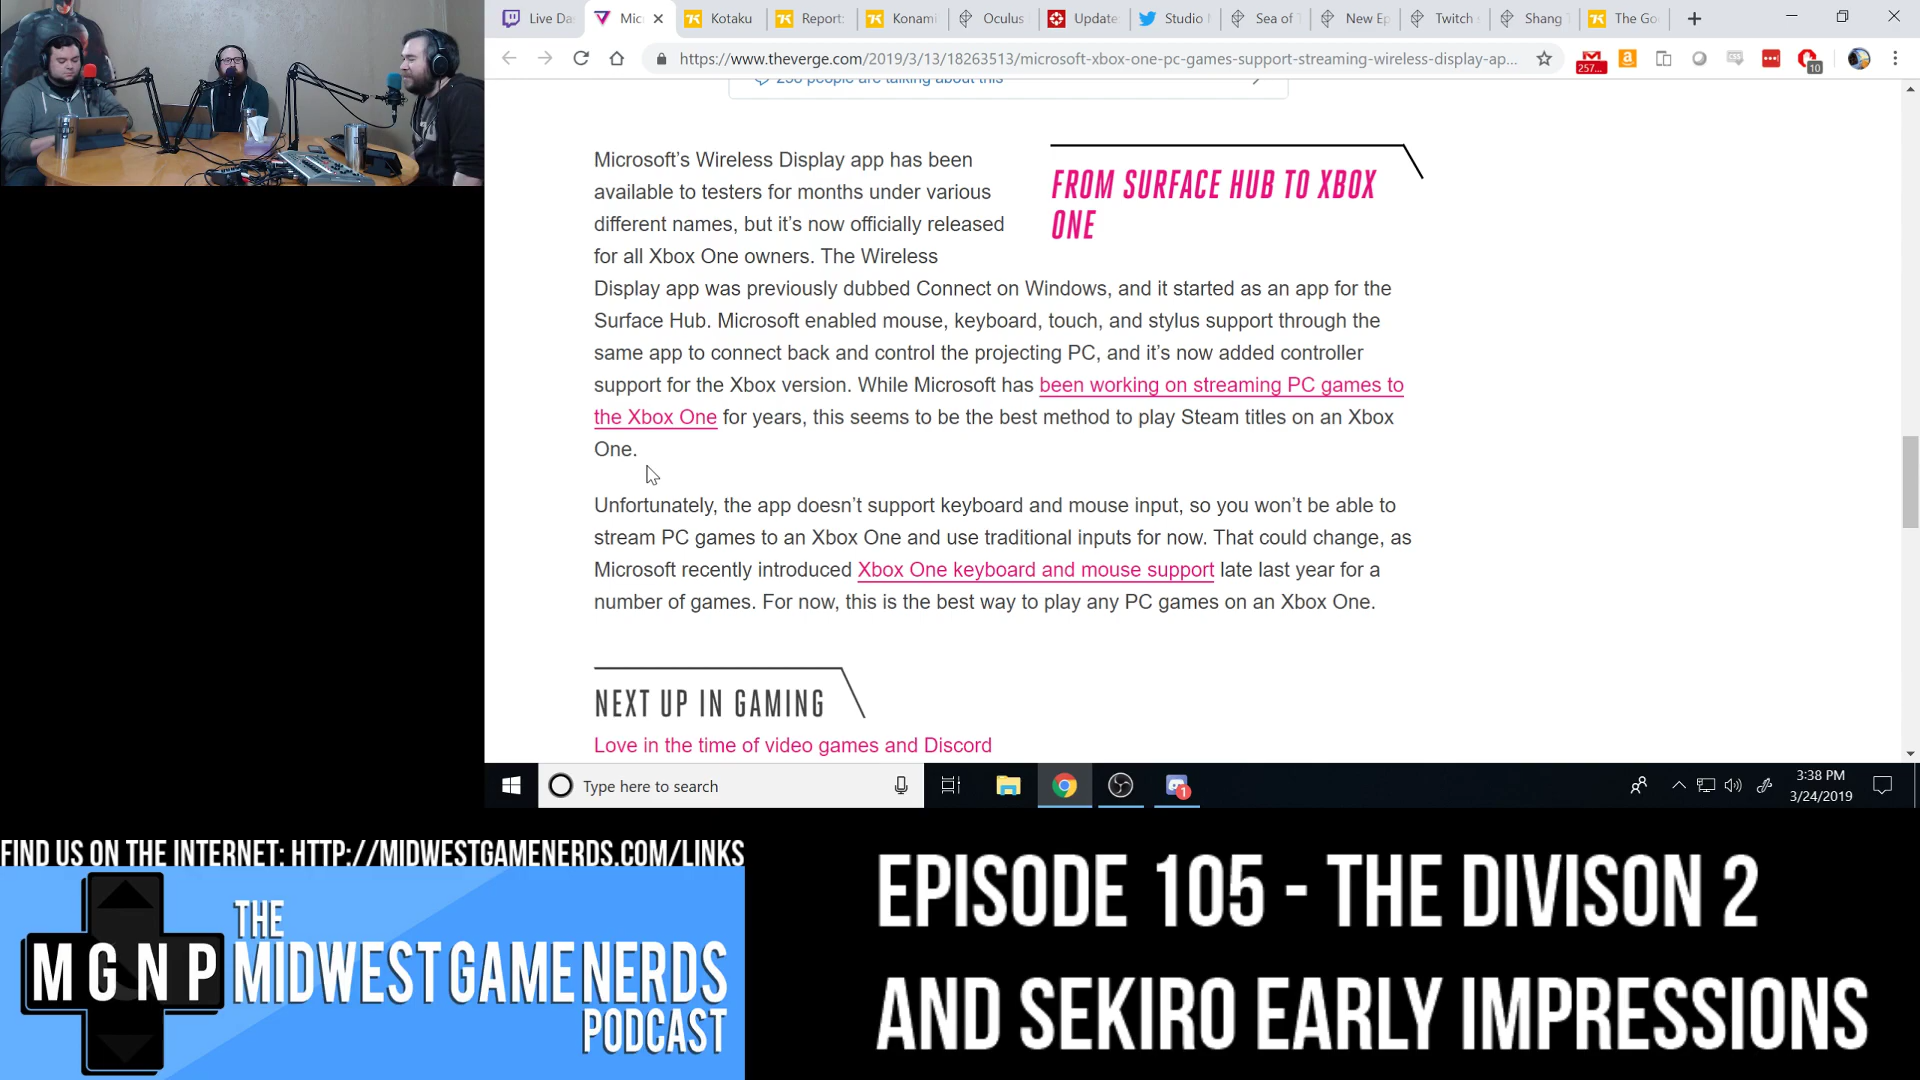 Live Da
Mic
Kotaku
Report:
Konami
Oculus
Update
Studio
Sea of T
New Ep
Twitch
Shang T
The Go
https://www.theverge.com/2019/3/13/18263513/microsoft-xbox-one-pc-games-support-streaming-wireless-display-ap...
257...
10
256 people are talking about this
Microsoft's Wireless Display app has been
available to testers for months under various
different names, but it's now officially released
for all Xbox One owners. The Wireless
FROM SURFACE HUB TO XBOX
ONE
Display app was previously dubbed Connect on Windows, and it started as an app for the
Surface Hub. Microsoft enabled mouse, keyboard, touch, and stylus support through the
same app to connect back and control the projecting PC, and it's now added controller
support for the Xbox version. While Microsoft has been working on streaming PC games to
the Xbox One for years, this seems to be the best method to play Steam titles on an Xbox
One.
Unfortunately, the app doesn't support keyboard and mouse input, so you won't be able to
stream PC games to an Xbox One and use traditional inputs for now. That could change, as
Microsoft recently introduced Xbox One keyboard and mouse support late last year for a
number of games. For now, this is the best way to play any PC games on an Xbox One.
NEXT UP IN GAMING
Love in the time of video games and Discord
Type here to search
1
3:38 PM
3/24/2019
FIND US ON THE INTERNET: HTTP://MIDWESTGAMENERDS.COM/LINKS
MGNP
THE
MIDWEST GAME NERDS
PODCAST
EPISODE 105 - THE DIVISON 2
AND SEKIRO EARLY IMPRESSIONS